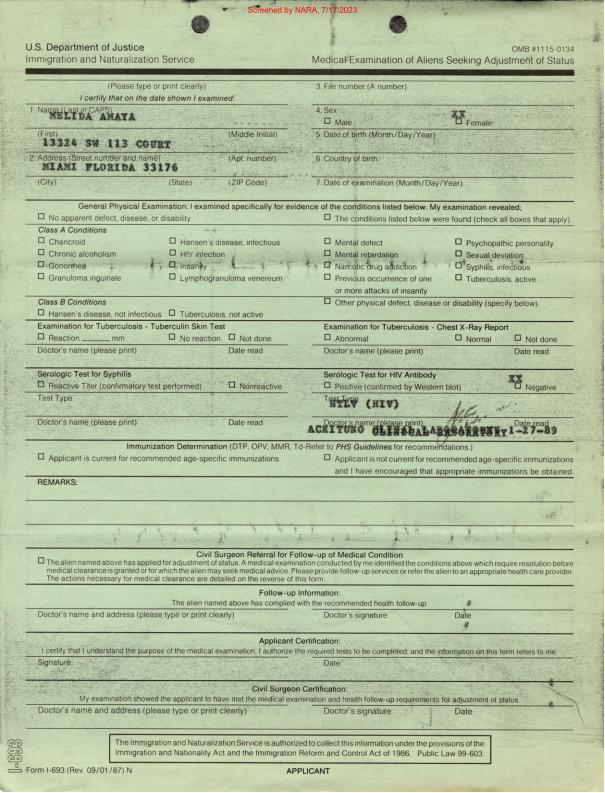 Screened by NARA, 7/17/2023
U.S. Department of Justice
Immigration and Naturalization Service
OMB #1115-0134
Medical Examination of Aliens Seeking Adjustment of Status
(Please type or print clearly)
I certify that on the date shown I examined:
3. File number (A number)
1. Name (Last in CAPS)
MELIDA AMAYA
4. Sex
☐ Male
XX
☐ Female
(First)
(Middle Initial)
13324 SW 113 COURT
5. Date of birth (Month/Day/Year)
2. Address (Street number and name)
(Apt. number)
MIAMI FLORIDA 33176
6. Country of birth
(City)
(State)
(ZIP Code)
7. Date of examination (Month/Day/Year)
General Physical Examination: I examined specifically for evidence of the conditions listed below. My examination revealed;
☐ No apparent defect, disease, or disability.
☐ The conditions listed below were found (check all boxes that apply).
Class A Conditions
☐ Chancroid
☐ Hansen's disease, infectious
☐ Mental defect
☐ Psychopathic personality
☐ Chronic alcoholism
☐ HIV infection
☐ Mental retardation
☐ Sexual deviation
☐ Gonorrhea
☐ Insanity
☐ Narcotic drug addiction
☐ Syphilis, infectious
☐ Granuloma inguinale
☐ Lymphogranuloma venereum
☐ Previous occurrence of one
or more attacks of insanity
☐ Tuberculosis, active
Class B Conditions
☐ Other physical defect, disease or disability (specify below).
☐ Hansen's disease, not infectious
☐ Tuberculosis, not active
Examination for Tuberculosis - Tuberculin Skin Test
☐ Reaction ______ mm
☐ No reaction
☐ Not done
Doctor's name (please print)
Date read
Examination for Tuberculosis - Chest X-Ray Report
☐ Abnormal
☐ Normal
☐ Not done
Doctor's name (please print)
Date read
Serologic Test for Syphilis
☐ Reactive Titer (confirmatory test performed)
☐ Nonreactive
Test Type
Doctor's name (please print)
Date read
Serologic Test for HIV Antibody
☐ Positive (confirmed by Western blot)
XX
☐ Negative
Test Type
HTLV (HIV)
Doctor's name (please print)
Date read
ACEITUNO CLINICAL LABORATORY 1-27-89
Immunization Determination (DTP, OPV, MMR, Td-Refer to PHS Guidelines for recommendations.)
☐ Applicant is current for recommended age-specific immunizations.
☐ Applicant is not current for recommended age-specific immunizations
and I have encouraged that appropriate immunizations be obtained.
REMARKS:
Civil Surgeon Referral for Follow-up of Medical Condition
☐ The alien named above has applied for adjustment of status. A medical examination conducted by me identified the conditions above which require resolution before
medical clearance is granted or for which the alien may seek medical advice. Please provide follow-up services or refer the alien to an appropriate health care provider.
The actions necessary for medical clearance are detailed on the reverse of this form.
Follow-up Information:
The alien named above has complied with the recommended health follow-up.
Doctor's name and address (please type or print clearly)
Doctor's signature
Date
Applicant Certification:
I certify that I understand the purpose of the medical examination, I authorize the required tests to be completed, and the information on this form refers to me.
Signature
Date
Civil Surgeon Certification:
My examination showed the applicant to have met the medical examination and health follow-up requirements for adjustment of status.
Doctor's name and address (please type or print clearly)
Doctor's signature
Date
The Immigration and Naturalization Service is authorized to collect this information under the provisions of the
Immigration and Nationality Act and the Immigration Reform and Control Act of 1986, Public Law 99-603.
I-693
Form I-693 (Rev. 09/01/87) N
APPLICANT